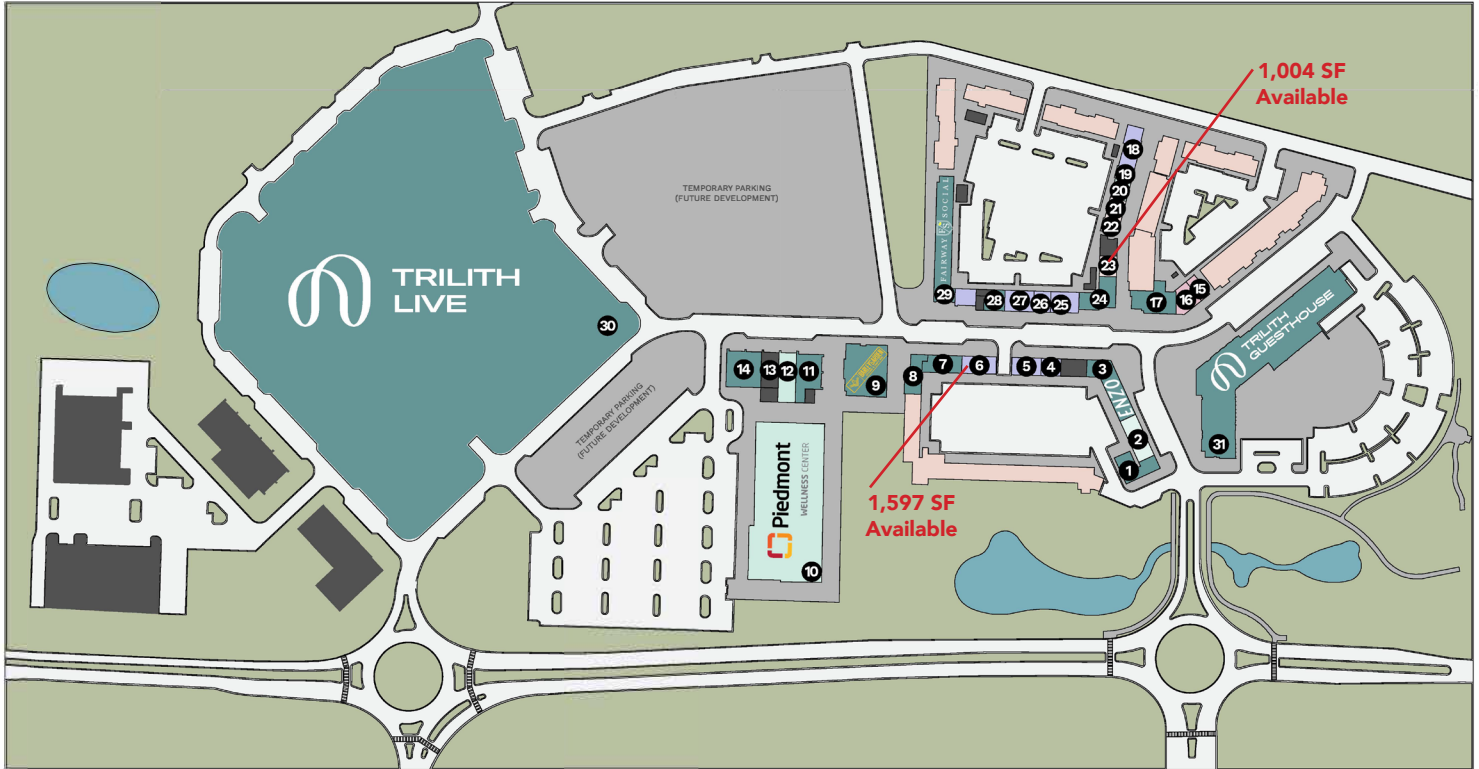 1,004 SF
Available
TEMPORARY PARKING
(FUTURE DEVELOPMENT)
18
19
20
21
22
23
FAIRWAY SOCIAL
29
28
27
26
25
24
17
16
15
TRILITH
LIVE
30
TRILITH
GUESTHOUSE
31
14
13
12
11
9
8
7
6
5
4
3
ENZO
2
1
TEMPORARY PARKING
(FUTURE DEVELOPMENT)
Piedmont
WELLNESS CENTER
10
1,597 SF
Available